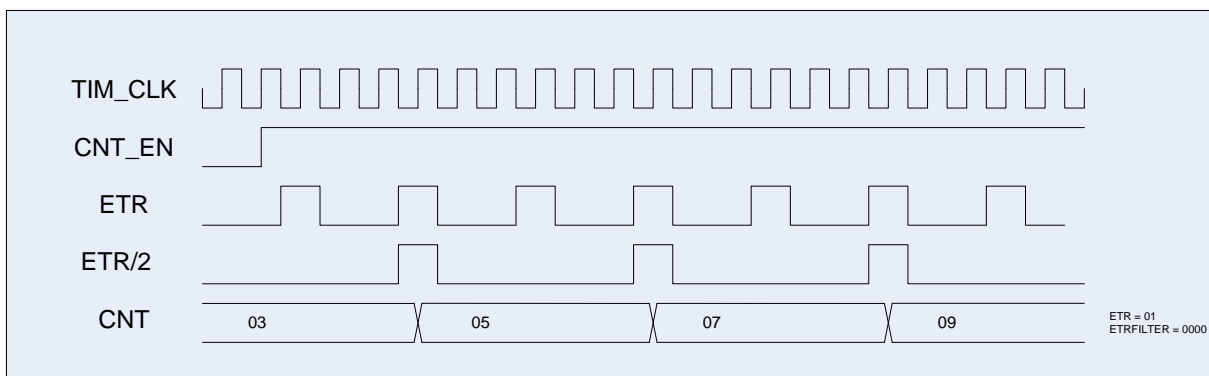 TIM_CLK
CNT_EN
ETR
ETR/2
CNT
03
05
07
09
ETR = 01
ETRFILTER = 0000